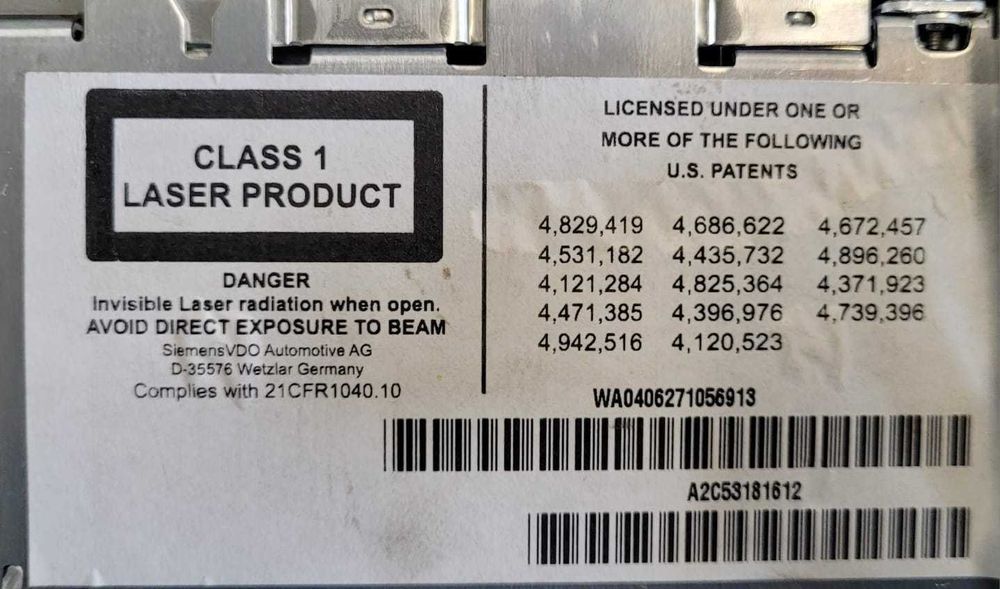 CLASS 1
LASER PRODUCT
DANGER
Invisible Laser radiation when open.
AVOID DIRECT EXPOSURE TO BEAM
SiemensVDO Automotive AG
D-35576 Wetzlar Germany
Complies with 21CFR1040.10
LICENSED UNDER ONE OR
MORE OF THE FOLLOWING
U.S. PATENTS
4,829,419 4,686,622 4,672,457
4,531,182 4,435,732 4,896,260
4,121,284 4,825,364 4,371,923
4,471,385 4,396,976 4,739,396
4,942,516 4,120,523
WA0406271056913
A2C53181612